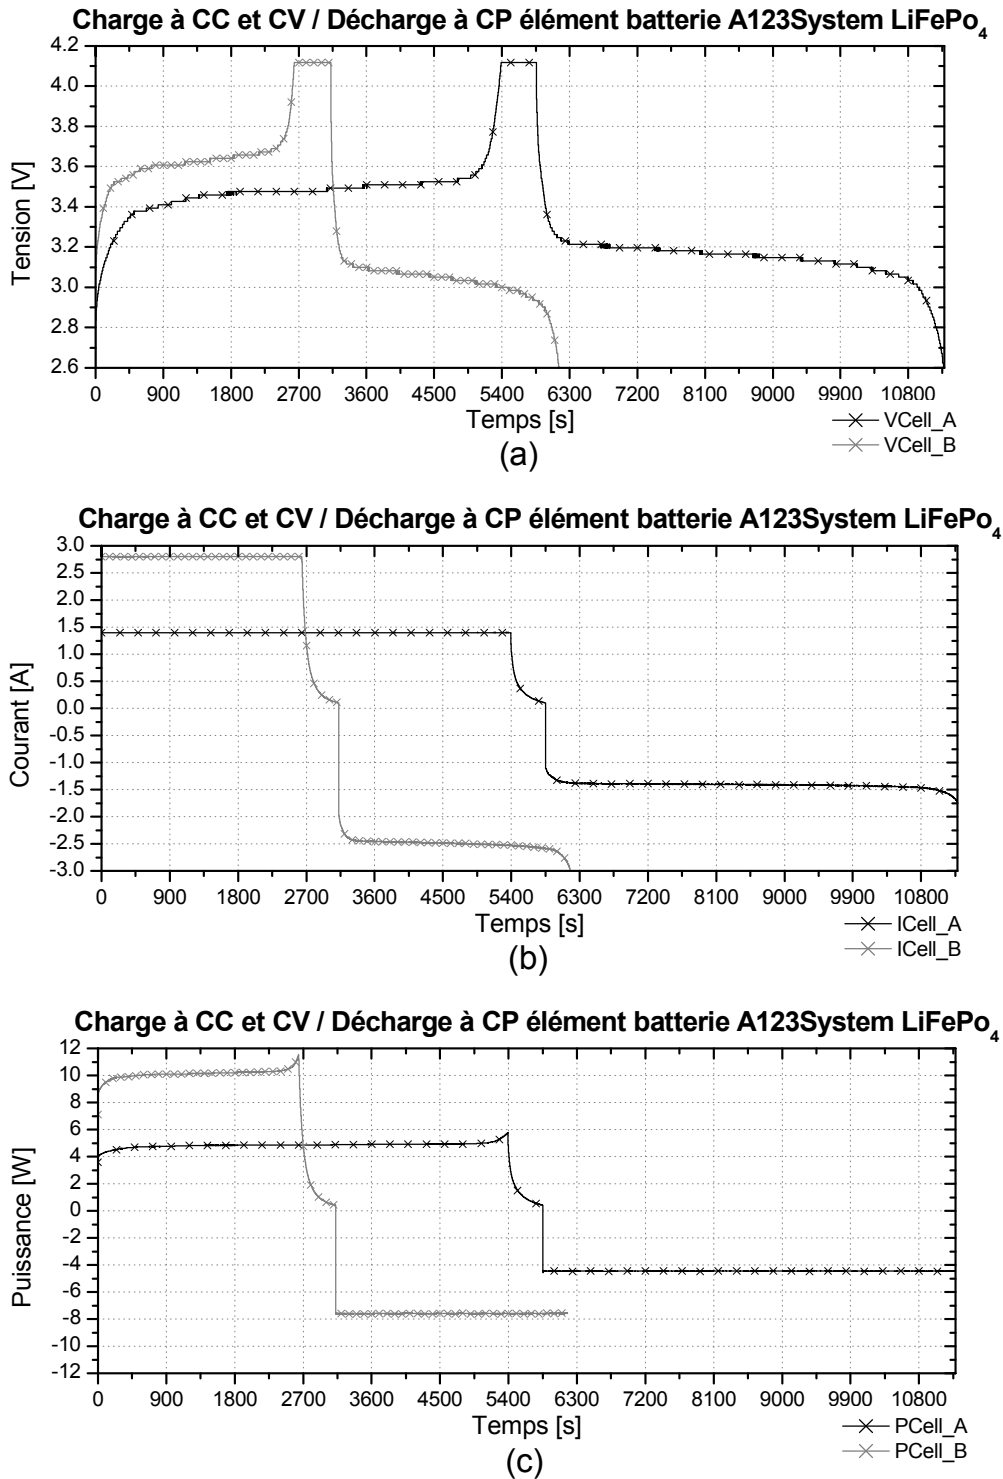 Charge à CC et CV / Décharge à CP élément batterie A123System LiFePo4
4.2
4.0
3.8
3.6
3.4
3.2
3.0
2.8
2.6
Tension [V]
0 900 1800 2700 3600 4500 5400 6300 7200 8100 9000 9900 10800
Temps [s]
VCell_A
VCell_B
(a)
Charge à CC et CV / Décharge à CP élément batterie A123System LiFePo4
3.0
2.5
2.0
1.5
1.0
0.5
0.0
-0.5
-1.0
-1.5
-2.0
-2.5
-3.0
Courant [A]
0 900 1800 2700 3600 4500 5400 6300 7200 8100 9000 9900 10800
Temps [s]
ICell_A
ICell_B
(b)
Charge à CC et CV / Décharge à CP élément batterie A123System LiFePo4
12
10
8
6
4
2
0
-2
-4
-6
-8
-10
-12
Puissance [W]
0 900 1800 2700 3600 4500 5400 6300 7200 8100 9000 9900 10800
Temps [s]
PCell_A
PCell_B
(c)